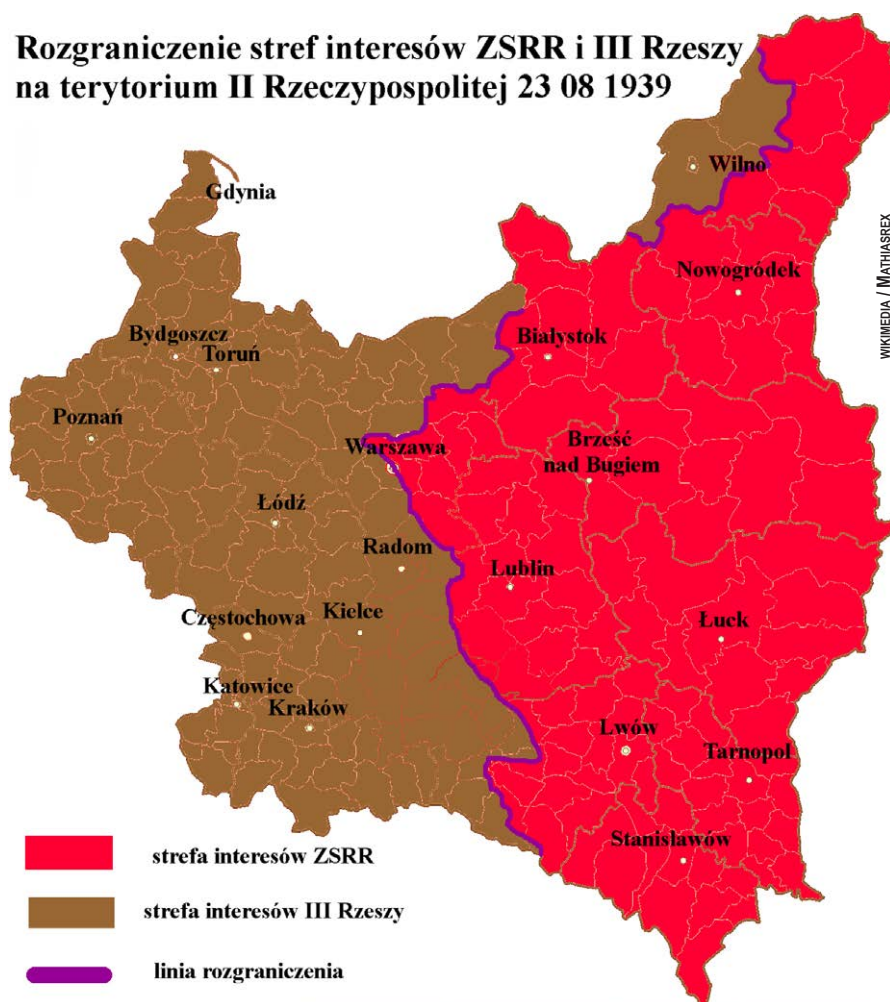 Rozgraniczenie stref interesów ZSRR i III Rzeszy
na terytorium II Rzeczypospolitej 23 08 1939
WIKIMEDIA / MATHIASREX
Wilno
Gdynia
Nowogródek
Bydgoszcz
Toruń
Białystok
Poznań
Warszawa
Brześć
nad Bugiem
Łódź
Radom
Lublin
Częstochowa
Kielce
Łuck
Katowice
Kraków
Lwów
Tarnopol
Stanisławów
strefa interesów ZSRR
strefa interesów III Rzeszy
linia rozgraniczenia